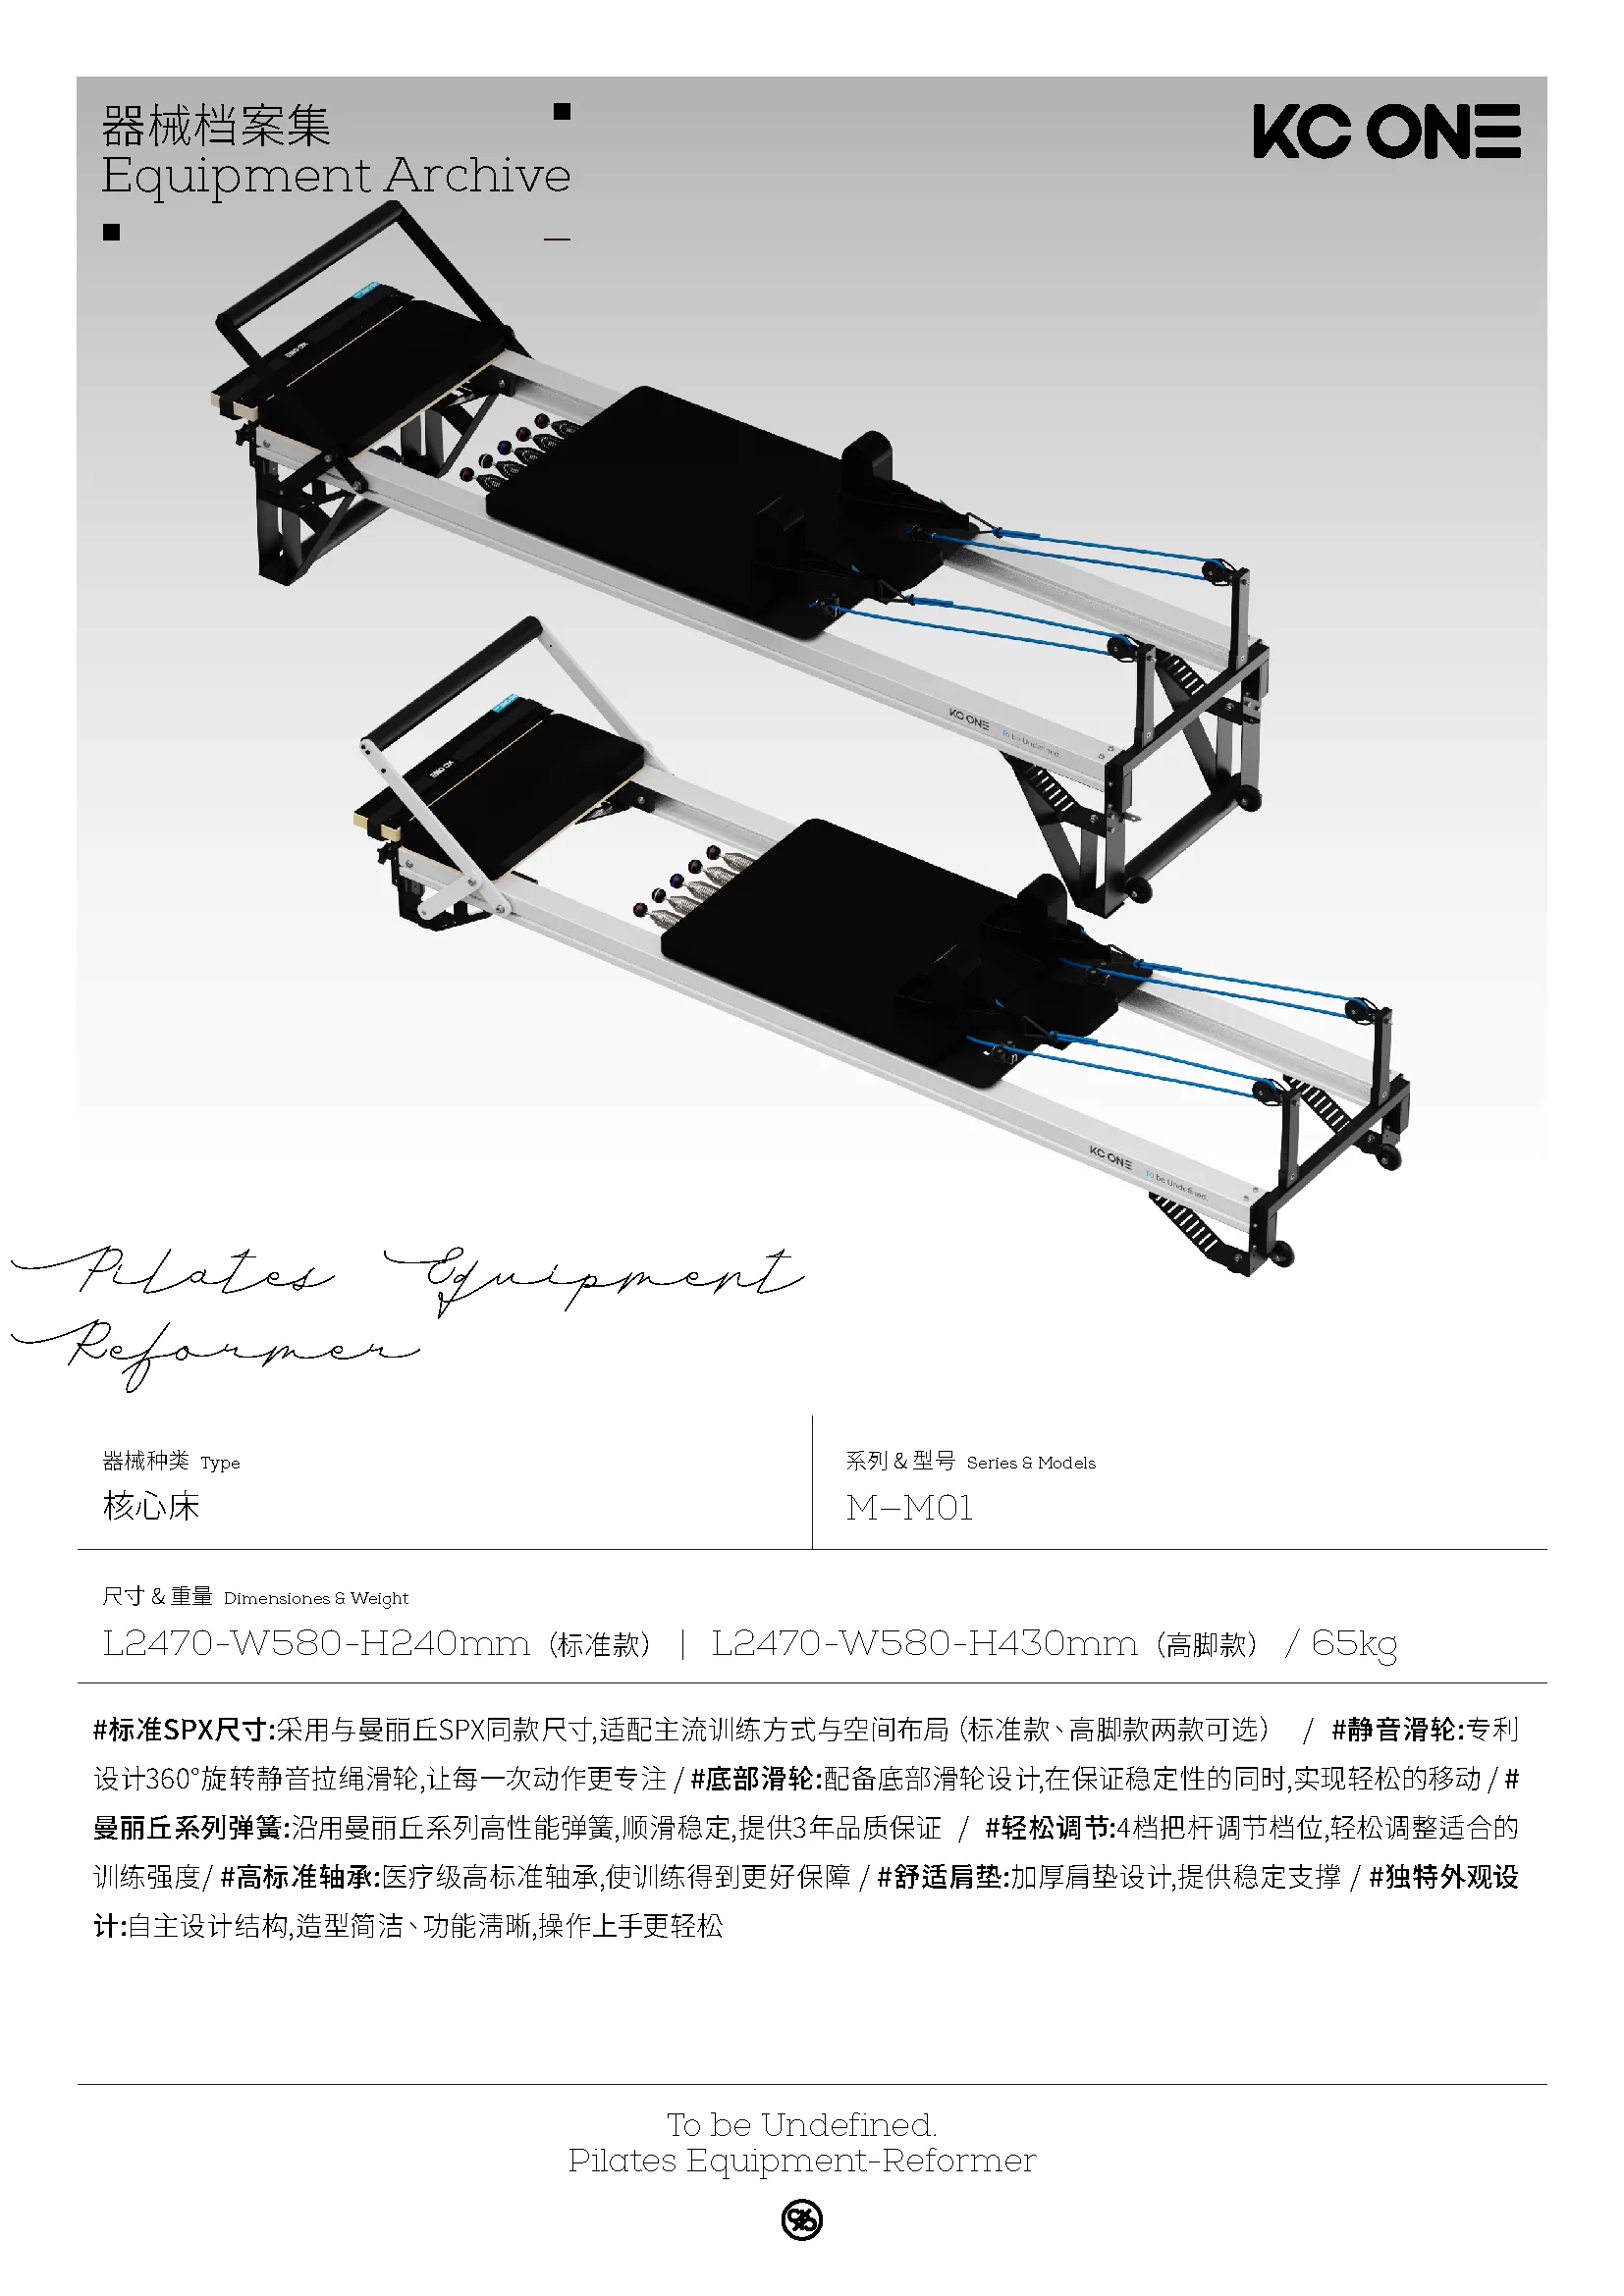 器械档案集
Equipment Archive
KC ONE
KC ONE
KC ONE
To be Undefined.
KC ONE
KC ONE
To be Undefined.
Pilates Equipment
Reformer
器械种类 Type
核心床
系列 & 型号 Series & Models
M—M01
尺寸 & 重量 Dimensiones & Weight
L2470-W580-H240mm（标准款） | L2470-W580-H430mm（高脚款） / 65kg
#标准SPX尺寸:采用与曼丽丘SPX同款尺寸,适配主流训练方式与空间布局（标准款、高脚款两款可选） / #静音滑轮:专利
设计360°旋转静音拉绳滑轮,让每一次动作更专注 / #底部滑轮:配备底部滑轮设计,在保证稳定性的同时,实现轻松的移动 / #
曼丽丘系列弹簧:沿用曼丽丘系列高性能弹簧,顺滑稳定,提供3年品质保证 / #轻松调节:4档把杆调节档位,轻松调整适合的
训练强度/ #高标准轴承:医疗级高标准轴承,使训练得到更好保障 / #舒适肩垫:加厚肩垫设计,提供稳定支撑 / #独特外观设
计:自主设计结构,造型简洁、功能清晰,操作上手更轻松
To be Undefined.
Pilates Equipment-Reformer